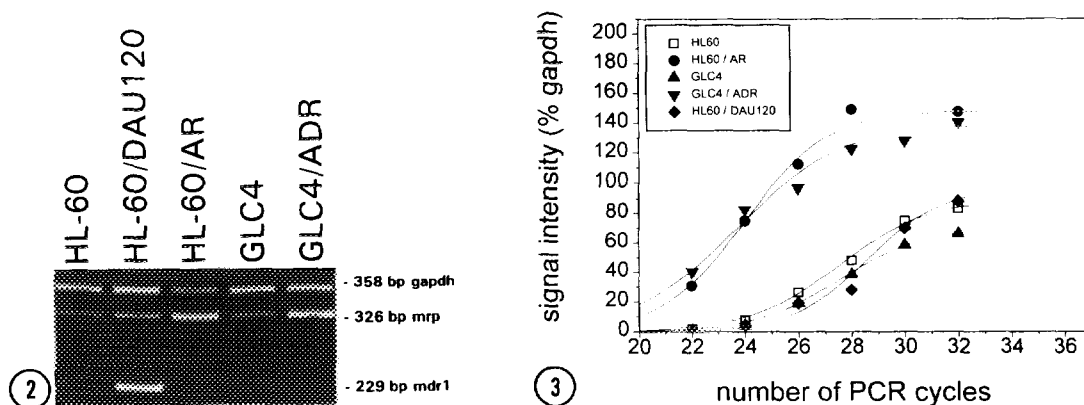 HL-60
HL-60/DAU120
HL-60/AR
GLC4
GLC4/ADR
- 358 bp gapdh
- 326 bp mrp
- 229 bp mdr1
2
signal intensity (% gapdh)
220
200
180
160
140
120
100
80
60
40
20
0
HL60
HL60 / AR
GLC4
GLC4 / ADR
HL60 / DAU120
20 22 24 26 28 30 32 34 36
number of PCR cycles
3